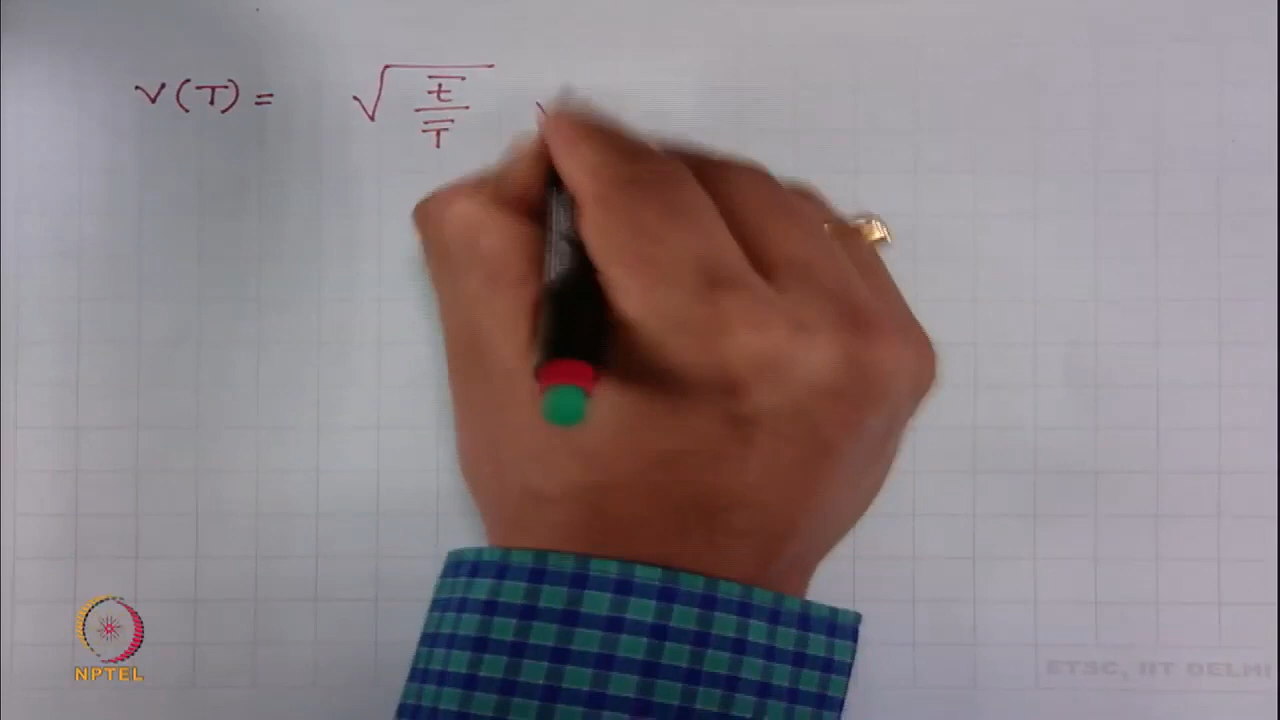 V(T) = √(t̅/T̅)
NPTEL
ETSC, IIT DELHI